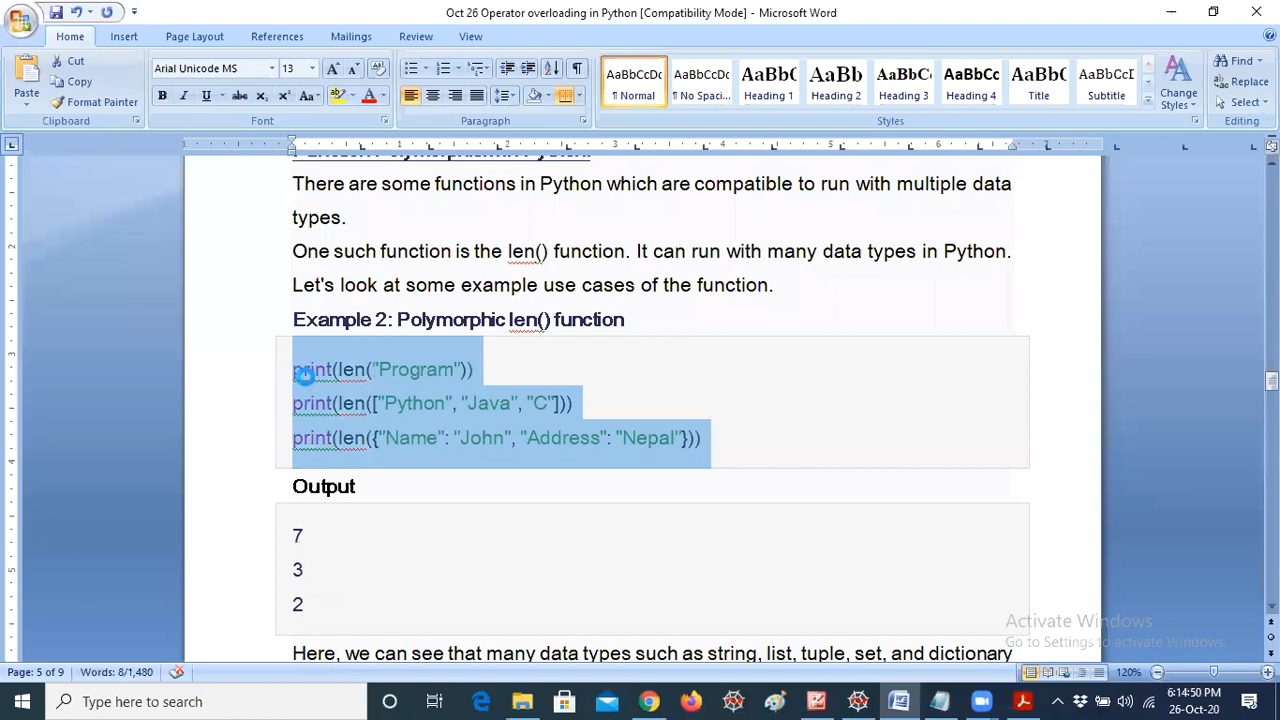 Oct 26 Operator overloading in Python [Compatibility Mode] - Microsoft Word
Home Insert Page Layout References Mailings Review View
Paste Cut Copy Format Painter Clipboard
Arial Unicode MS 13 Font
Paragraph
AaBbCcDc ¶ Normal
AaBbCcDc ¶ No Spaci...
AaBbC Heading 1
AaBbC Heading 2
AaBbCc Heading 3
AaBbCc Heading 4
AaBbC Title
AaBbCcI Subtitle
Change Styles Styles
Find Replace Select Editing
There are some functions in Python which are compatible to run with multiple data
types.
One such function is the len() function. It can run with many data types in Python.
Let's look at some example use cases of the function.
Example 2: Polymorphic len() function
print(len("Program"))
print(len(["Python", "Java", "C"]))
print(len({"Name": "John", "Address": "Nepal"}))
Output
7
3
2
Here, we can see that many data types such as string, list, tuple, set, and dictionary
Activate Windows
Go to Settings to activate Windows.
Page: 5 of 9 Words: 8/1,480 120%
Type here to search
6:14:50 PM
26-Oct-20